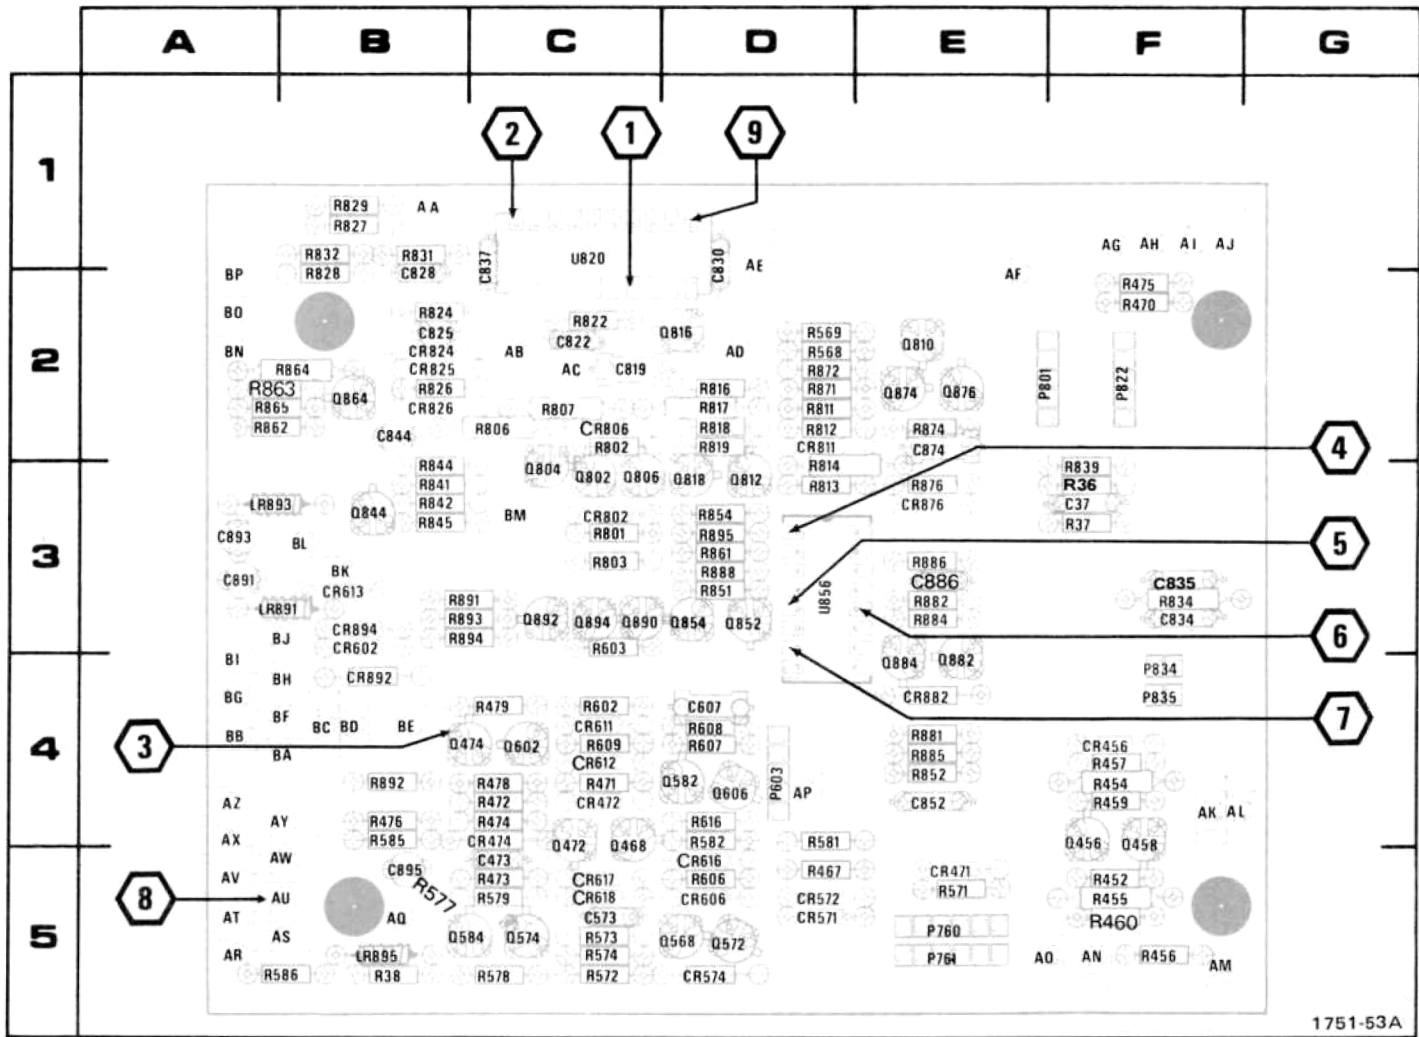 A B C D E F G
1
2 1 9
R829 AA
R827
AG AH AI AJ
R832 R831
C837 U820 C830 AE
BP R828 C828 AF
R475
R470
2
BO R824 R822 Q816
C825 C822 R569
BN CR824 AB AD R568 Q810
R864 CR825 AC C819 R872
P801 P822
R863 Q864 R826 R816 R871 Q874 Q876
R865 CR826 R807 R817 R811
R862 C844 R806 CR806 R818 R812 R874
R802 R819 CR811 C874 4
3
R844 Q804 Q802 Q806 Q818 Q812 R814 R839
R841 R813 R876 R36
LR893 Q844 R842 BM CR802 R854 CR876 C37
R845 R801 R895 R37
C893 BL R861 5
BK R803 R888 R886
C891 CR613 R851 U856 C886 C835
LR891 R891 R882 R834
R893 Q892 Q894 Q890 Q854 Q852 R884 C834
BJ CR894 R894 6
CR602 R603
4
BI Q884 Q882 P834
BH CR892
BG R479 R602 C607 CR882 P835
BF BC BD BE CR611 R608 7
BB R609 R607 R881 CR456
3 BA Q474 Q602 CR612 P603 R885 R457
R892 R478 R471 Q582 Q606 AP R852 R454
AZ R472 CR472 C852 R459 AK AL
AY R476 R474 R616
AX R585 CR474 Q472 Q468 R582 R581 Q456 Q458
5
AW C895 C473 CR616 CR471
AV R577 R473 CR617 R606 R467 R571 R452
8 AU R579 CR618 CR606 CR572 R455
AT AQ C573 CR571 R460
AS Q584 Q574 R573 Q568 Q572 P760
AR LR895 R574 P761 AO AN R456 AM
R586 R38 R578 R572 CR574
1751-53A